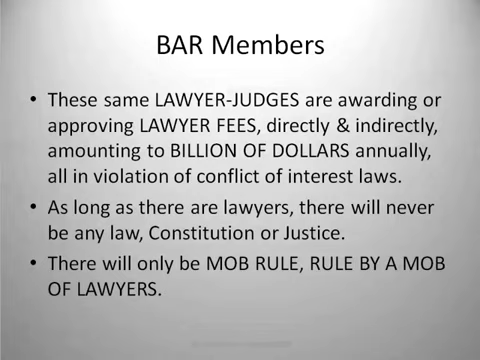 BAR Members
• These same LAWYER-JUDGES are awarding or
approving LAWYER FEES, directly & indirectly,
amounting to BILLION OF DOLLARS annually,
all in violation of conflict of interest laws.
• As long as there are lawyers, there will never
be any law, Constitution or Justice.
• There will only be MOB RULE, RULE BY A MOB
OF LAWYERS.